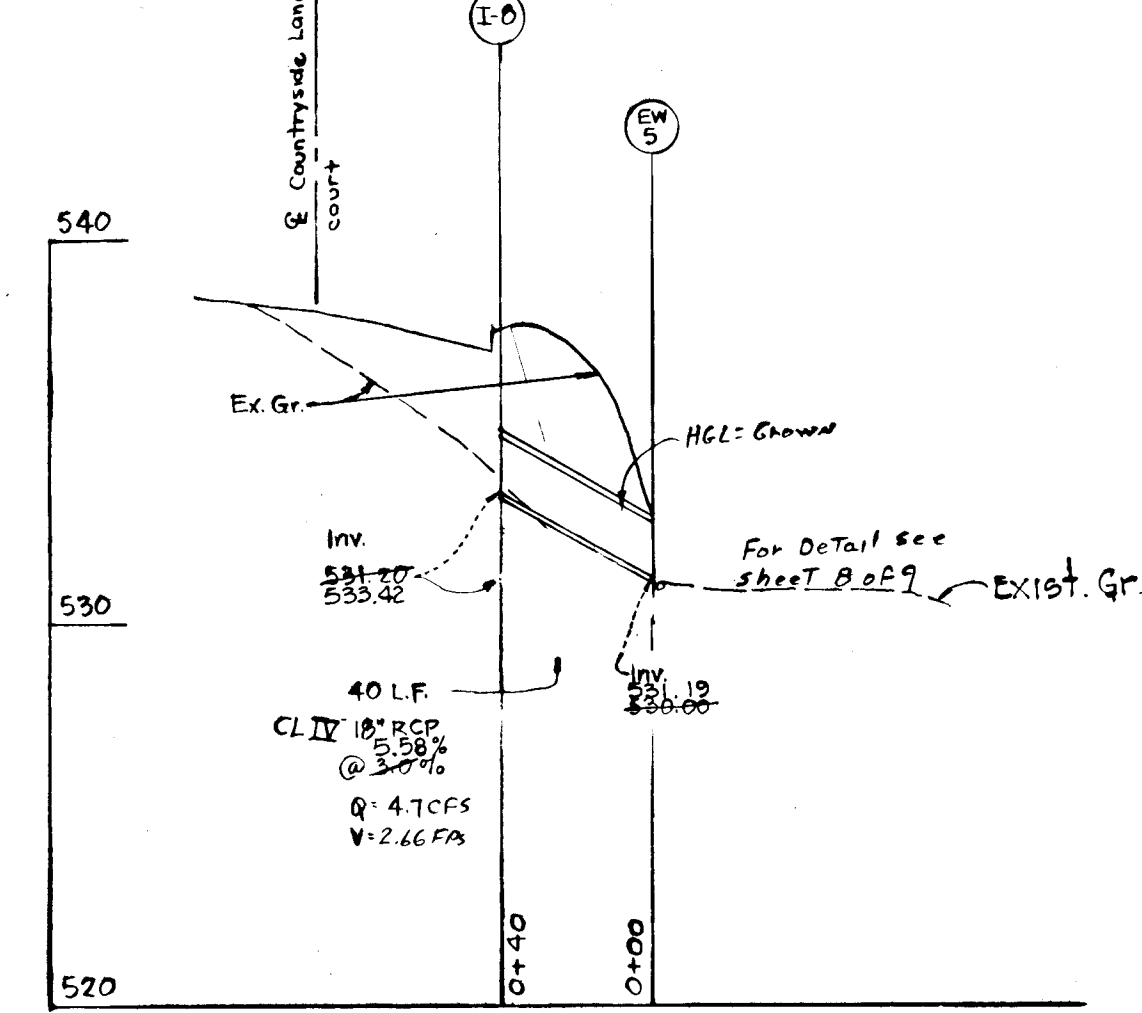 I-8
EW
5
℄ Countryside Lan
court
540
Ex. Gr.
HGL = Crown
Inv.
531.20
533.42
For Detail see
sheet 8 of 9
Exist. Gr.
530
Inv.
531.19
530.00
40 L.F.
CL IV 18" RCP
5.58%
@ 3.0%
Q = 4.7 CFS
V = 2.66 FPS
0+40
0+00
520